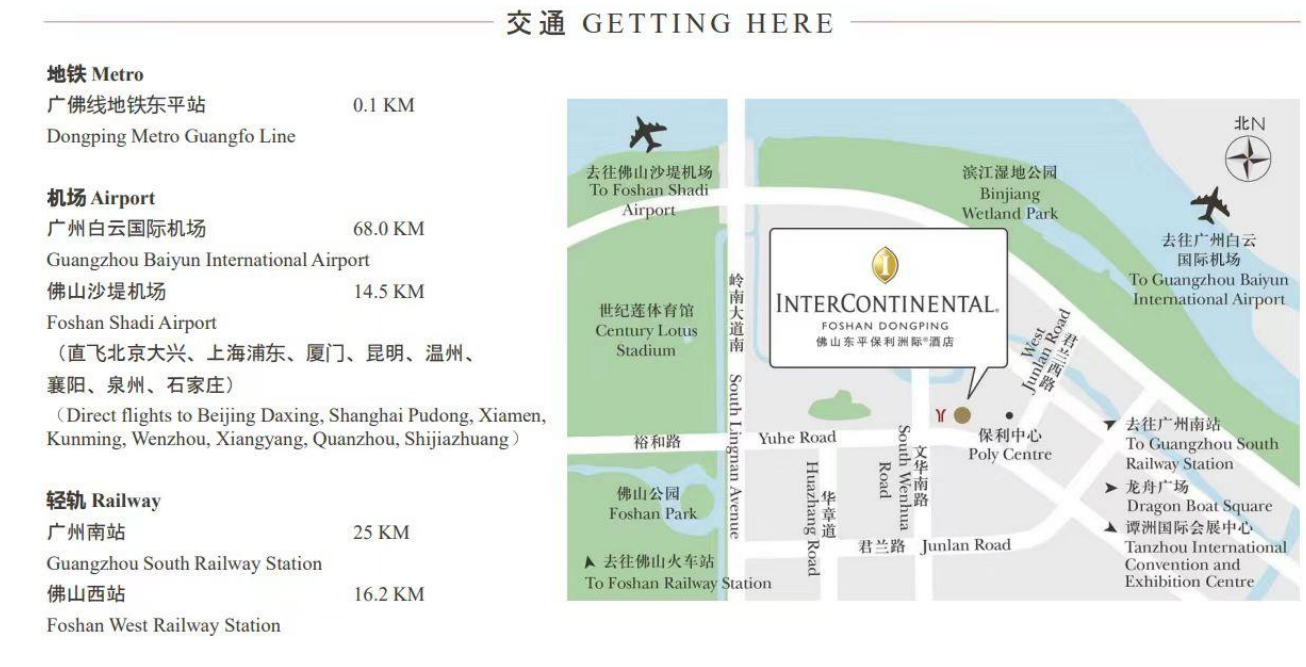 交通 GETTING HERE
地铁 Metro
广佛线地铁东平站 0.1 KM
Dongping Metro Guangfo Line
机场 Airport
广州白云国际机场 68.0 KM
Guangzhou Baiyun International Airport
佛山沙堤机场 14.5 KM
Foshan Shadi Airport
（直飞北京大兴、上海浦东、厦门、昆明、温州、
襄阳、泉州、石家庄）
（Direct flights to Beijing Daxing, Shanghai Pudong, Xiamen,
Kunming, Wenzhou, Xiangyang, Quanzhou, Shijiazhuang）
轻轨 Railway
广州南站 25 KM
Guangzhou South Railway Station
佛山西站 16.2 KM
Foshan West Railway Station
北N
去往佛山沙堤机场
To Foshan Shadi
Airport
滨江湿地公园
Binjiang
Wetland Park
去往广州白云
国际机场
To Guangzhou Baiyun
International Airport
INTERCONTINENTAL®
FOSHAN DONGPING
佛山东平保利洲际®酒店
世纪莲体育馆
Century Lotus
Stadium
岭南大道南 South Lingnan Avenue
West
Junlan Road
君兰西路
保利中心
Poly Centre
裕和路 Yuhe Road
South Wenhua
Road
文华南路
Huazhang Road
华章道
佛山公园
Foshan Park
君兰路 Junlan Road
去往佛山火车站
To Foshan Railway Station
去往广州南站
To Guangzhou South
Railway Station
龙舟广场
Dragon Boat Square
谭洲国际会展中心
Tanzhou International
Convention and
Exhibition Centre